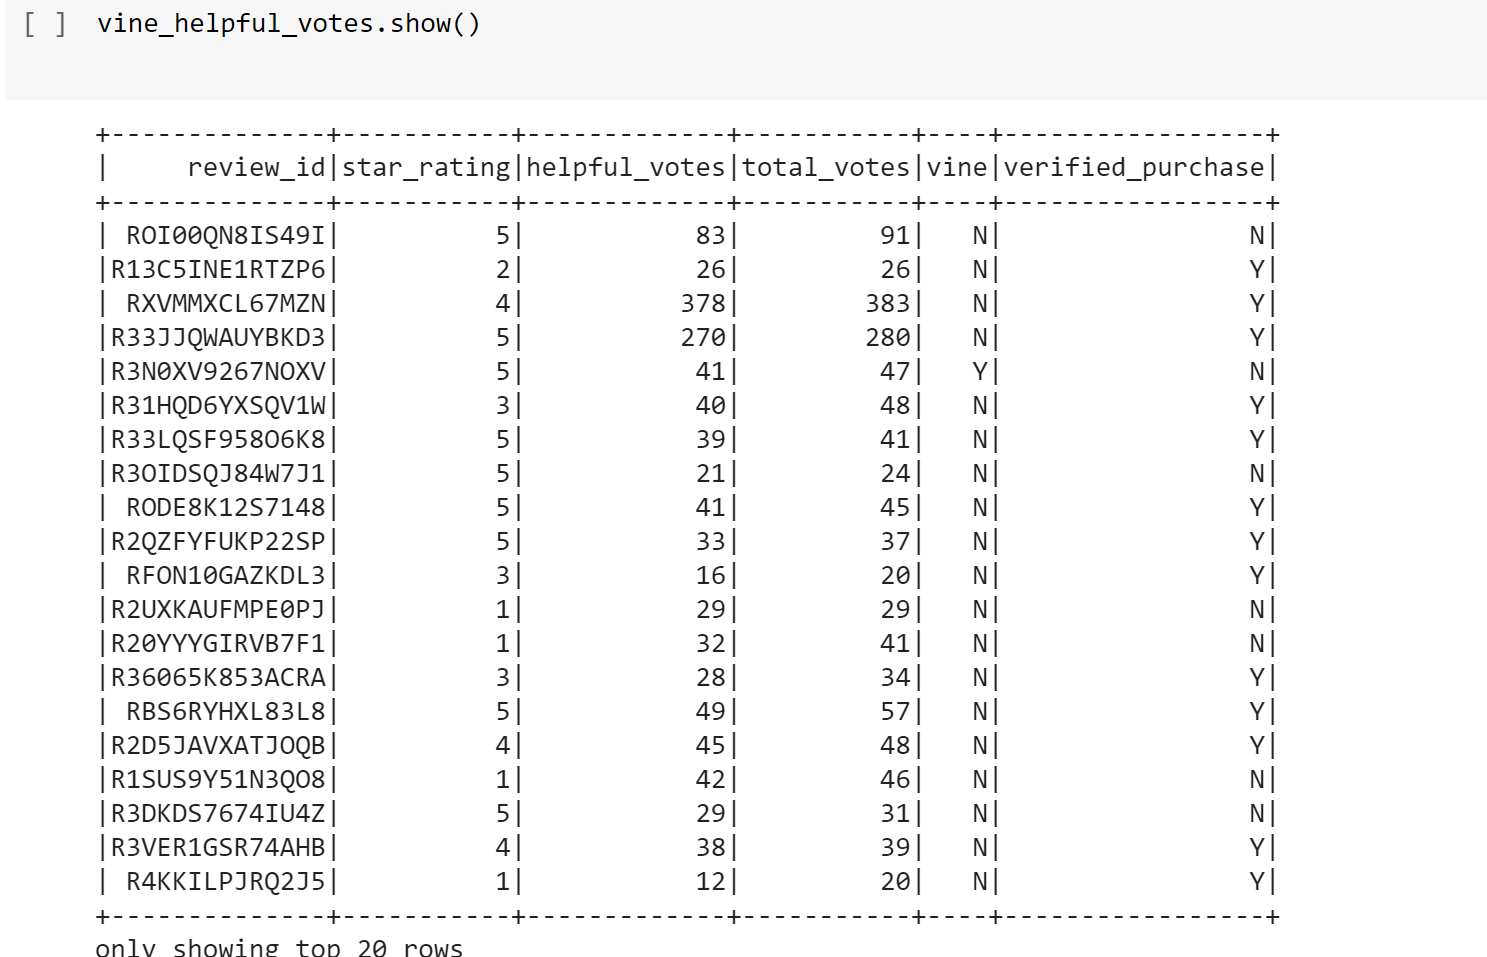 [ ] vine_helpful_votes.show()
+--------------+-----------+-------------+-----------+----+-----------------+
|     review_id|star_rating|helpful_votes|total_votes|vine|verified_purchase|
+--------------+-----------+-------------+-----------+----+-----------------+
| ROI00QN8IS49I|          5|           83|         91|   N|                N|
|R13C5INE1RTZP6|          2|           26|         26|   N|                Y|
| RXVMMXCL67MZN|          4|          378|        383|   N|                Y|
|R33JJQWAUYBKD3|          5|          270|        280|   N|                Y|
|R3N0XV9267NOXV|          5|           41|         47|   Y|                N|
|R31HQD6YXSQV1W|          3|           40|         48|   N|                Y|
|R33LQSF958O6K8|          5|           39|         41|   N|                Y|
|R3OIDSQJ84W7J1|          5|           21|         24|   N|                N|
| RODE8K12S7148|          5|           41|         45|   N|                Y|
|R2QZFYFUKP22SP|          5|           33|         37|   N|                Y|
| RFON10GAZKDL3|          3|           16|         20|   N|                Y|
|R2UXKAUFMPE0PJ|          1|           29|         29|   N|                N|
|R20YYYGIRVB7F1|          1|           32|         41|   N|                N|
|R36065K853ACRA|          3|           28|         34|   N|                Y|
| RBS6RYHXL83L8|          5|           49|         57|   N|                Y|
|R2D5JAVXATJOQB|          4|           45|         48|   N|                Y|
|R1SUS9Y51N3QO8|          1|           42|         46|   N|                N|
|R3DKDS7674IU4Z|          5|           29|         31|   N|                N|
|R3VER1GSR74AHB|          4|           38|         39|   N|                Y|
| R4KKILPJRQ2J5|          1|           12|         20|   N|                Y|
+--------------+-----------+-------------+-----------+----+-----------------+
only showing top 20 rows